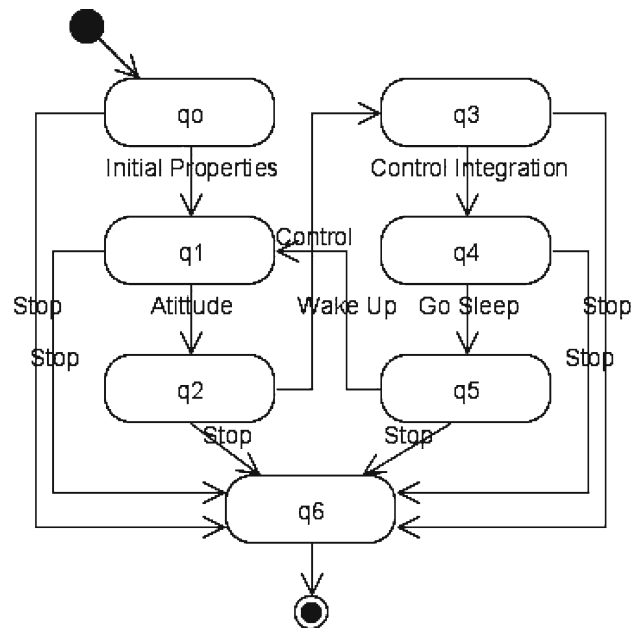 qo
q3
Initial Properties
Control Integration
Control
q1
q4
Stop
Atitude
Wake Up
Go Sleep
Stop
Stop
Stop
q2
q5
Stop
Stop
q6